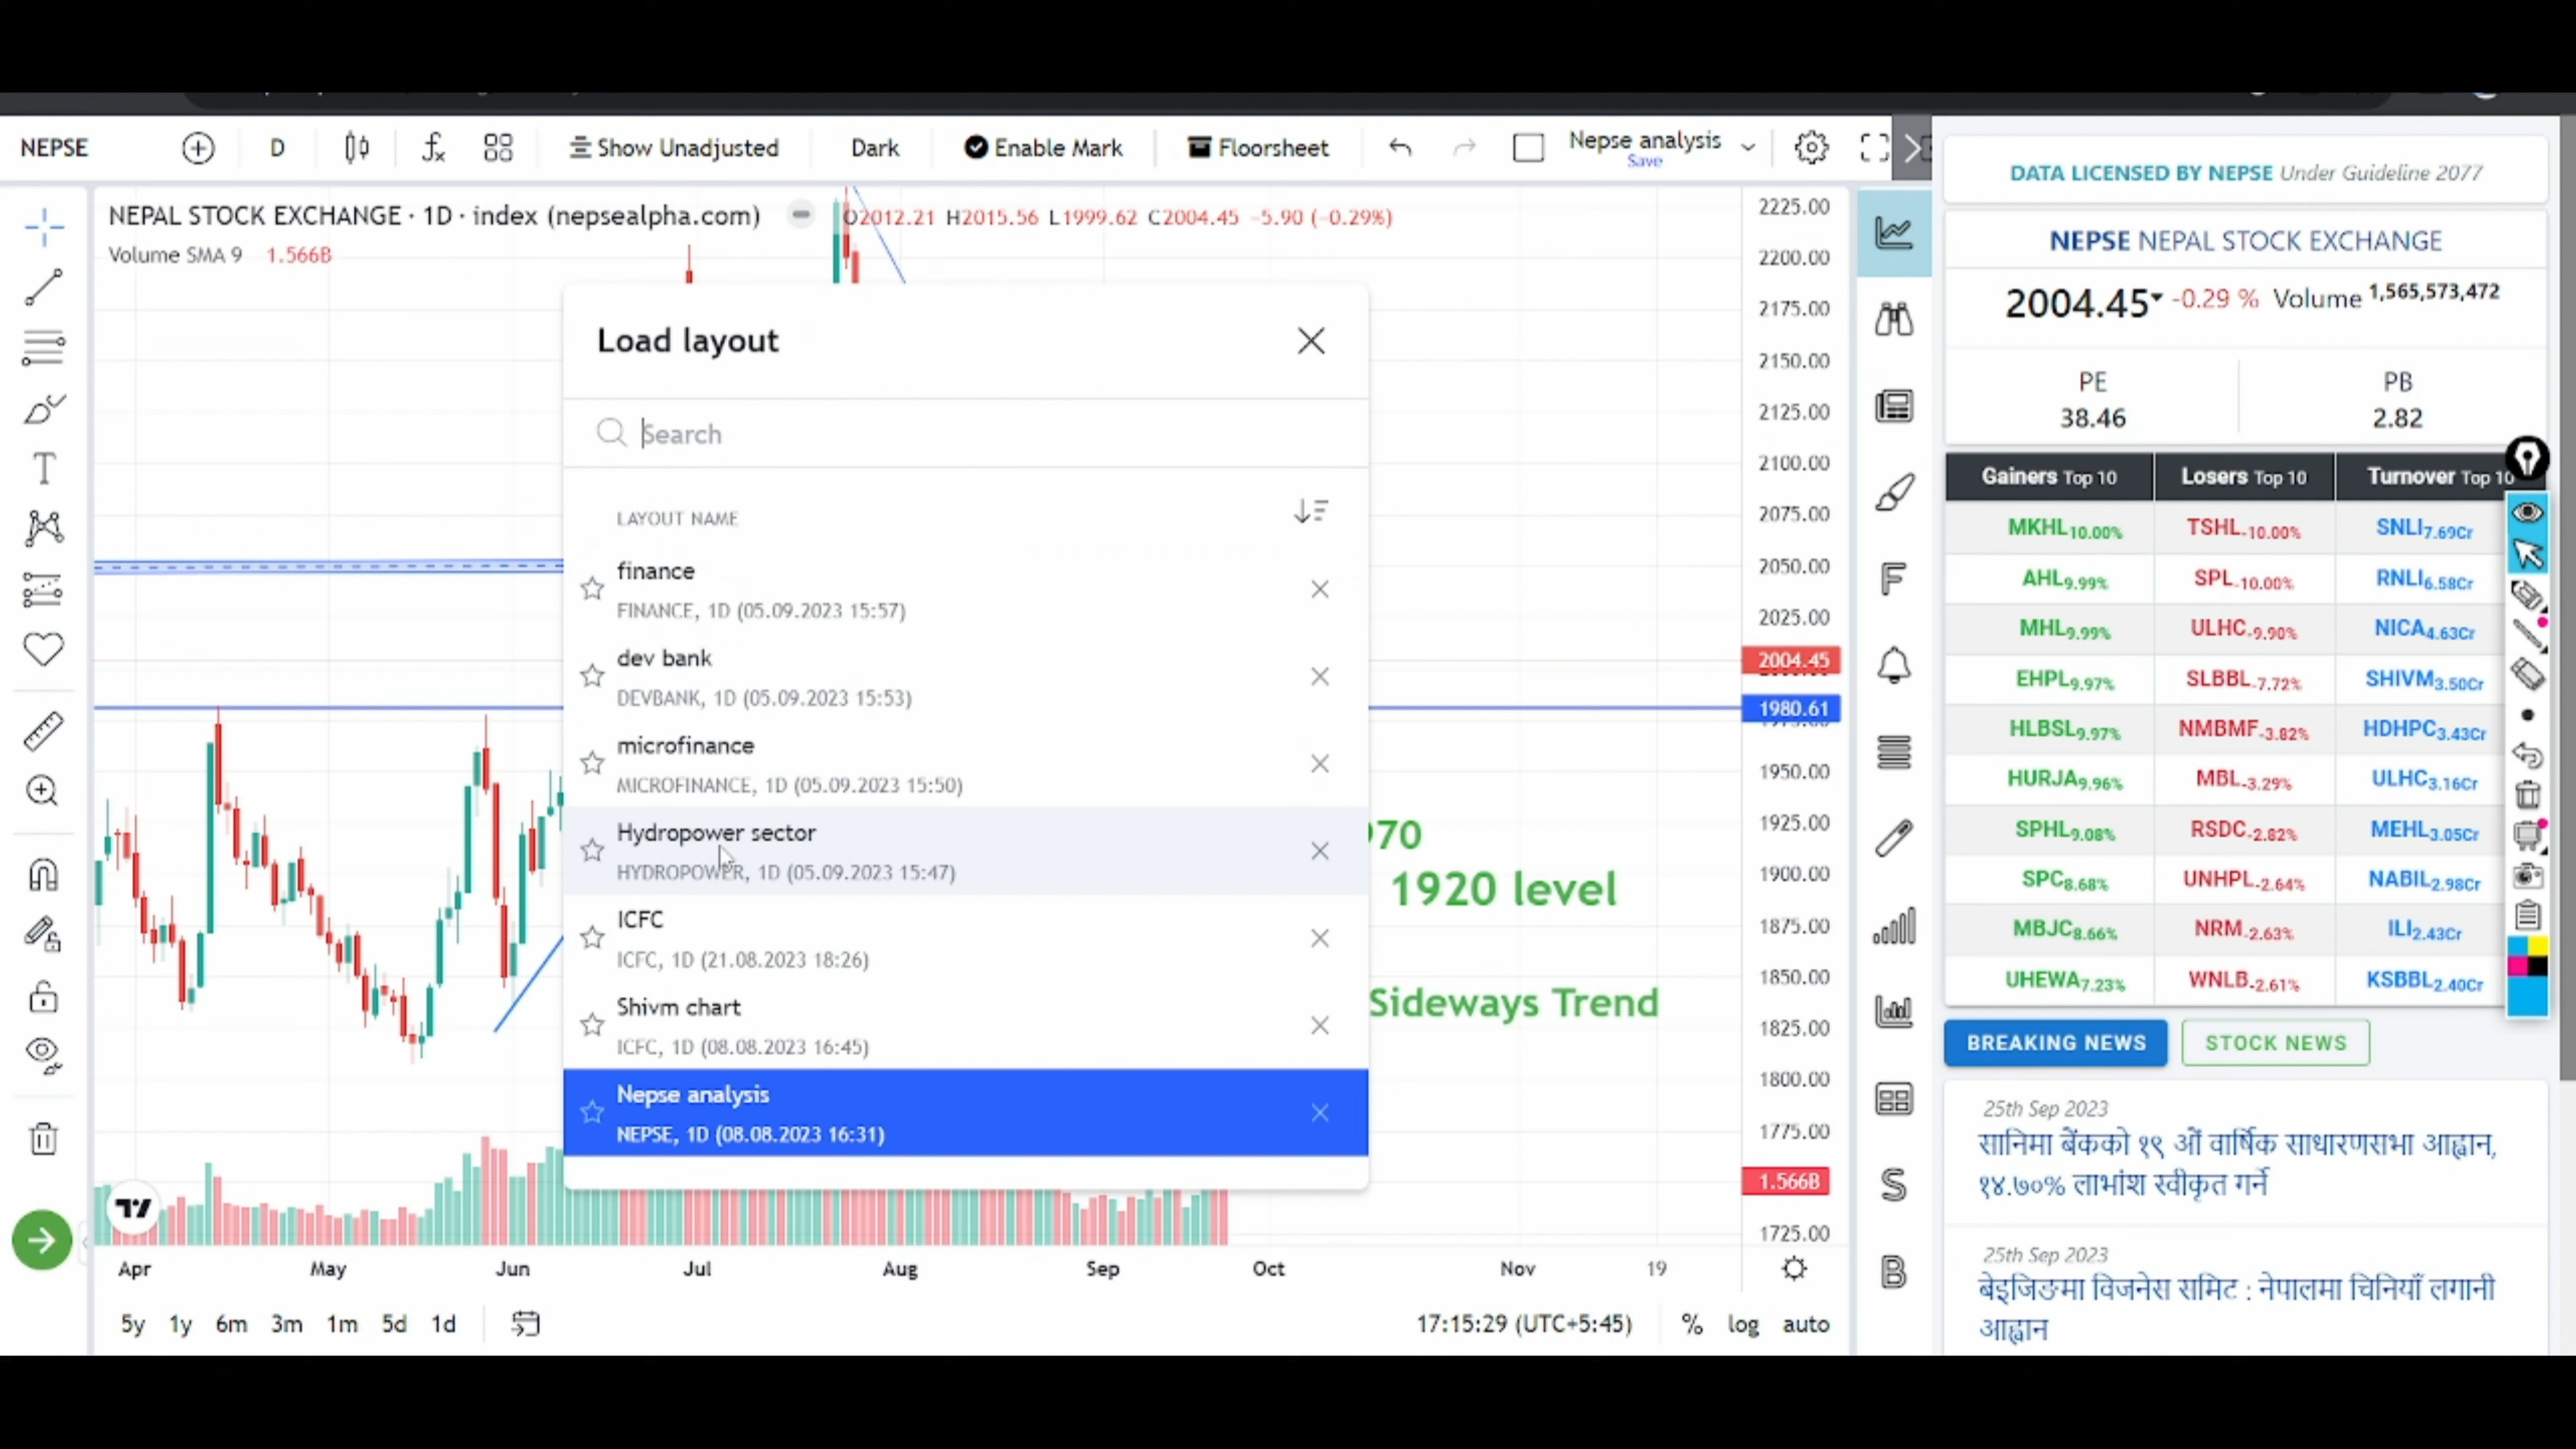 NEPSE
D
Show Unadjusted
Dark
Enable Mark
Floorsheet
Nepse analysis
Save
NEPAL STOCK EXCHANGE · 1D · index (nepsealpha.com)
O2012.21 H2015.56 L1999.62 C2004.45 −5.90 (−0.29%)
Volume SMA 9 1.566B
Load layout
Search
LAYOUT NAME
finance
FINANCE, 1D (05.09.2023 15:57)
dev bank
DEVBANK, 1D (05.09.2023 15:53)
microfinance
MICROFINANCE, 1D (05.09.2023 15:50)
Hydropower sector
HYDROPOWER, 1D (05.09.2023 15:47)
ICFC
ICFC, 1D (21.08.2023 18:26)
Shivm chart
ICFC, 1D (08.08.2023 16:45)
Nepse analysis
NEPSE, 1D (08.08.2023 16:31)
970
1920 level
Sideways Trend
2225.00
2200.00
2175.00
2150.00
2125.00
2100.00
2075.00
2050.00
2025.00
2004.45
1980.61
1950.00
1925.00
1900.00
1875.00
1850.00
1825.00
1800.00
1775.00
1.566B
1725.00
Apr May Jun Jul Aug Sep Oct Nov 19
5y 1y 6m 3m 1m 5d 1d
17:15:29 (UTC+5:45) % log auto
F
S
B
DATA LICENSED BY NEPSE Under Guideline 2077
NEPSE NEPAL STOCK EXCHANGE
2004.45 -0.29 % Volume 1,565,573,472
PE PB
38.46 2.82
Gainers Top 10 Losers Top 10 Turnover Top 10
MKHL10.00% TSHL-10.00% SNLI7.69Cr
AHL9.99% SPL-10.00% RNLI6.58Cr
MHL9.99% ULHC-9.90% NICA4.63Cr
EHPL9.97% SLBBL-7.72% SHIVM3.50Cr
HLBSL9.97% NMBMF-3.82% HDHPC3.43Cr
HURJA9.96% MBL-3.29% ULHC3.16Cr
SPHL9.08% RSDC-2.82% MEHL3.05Cr
SPC8.68% UNHPL-2.64% NABIL2.98Cr
MBJC8.66% NRM-2.63% ILI2.43Cr
UHEWA7.23% WNLB-2.61% KSBBL2.40Cr
BREAKING NEWS STOCK NEWS
25th Sep 2023
सानिमा बैंकको १९ औं वार्षिक साधारणसभा आह्वान,
१४.७०% लाभांश स्वीकृत गर्ने
25th Sep 2023
बेइजिङमा विजनेस समिट : नेपालमा चिनियाँ लगानी
आह्वान